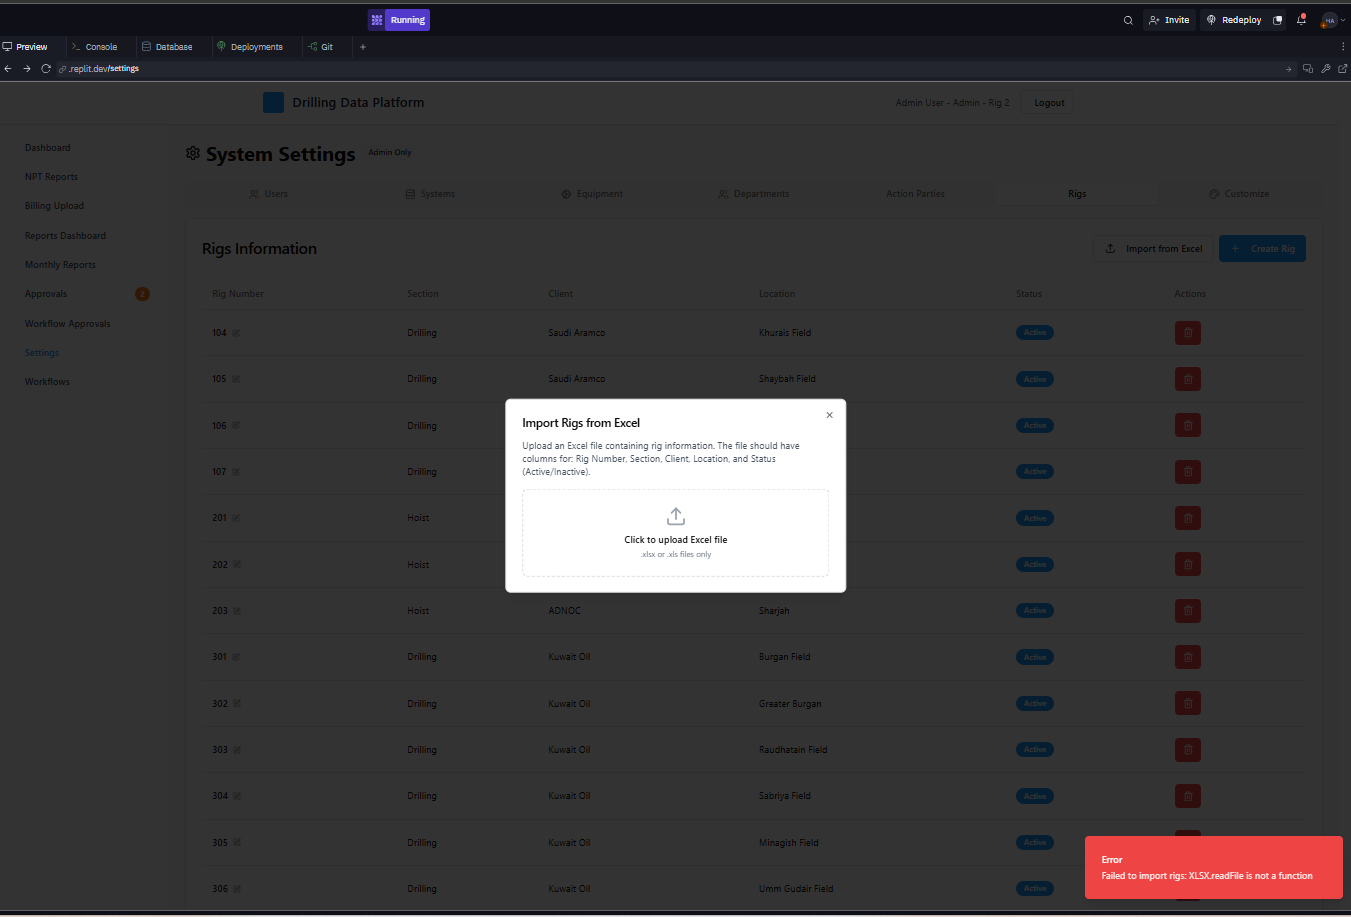 Running
Invite
Redeploy
HA
Preview
Console
Database
Deployments
Git
.replit.dev/settings
Drilling Data Platform
Admin User - Admin - Rig 2
Logout
Dashboard
NPT Reports
Billing Upload
Reports Dashboard
Monthly Reports
Approvals
2
Workflow Approvals
Settings
Workflows
System Settings
Admin Only
Users
Systems
Equipment
Departments
Action Parties
Rigs
Customize
Rigs Information
Import from Excel
Create Rig
Rig Number Section Client Location Status Actions
104 Drilling Saudi Aramco Khurais Field Active
105 Drilling Saudi Aramco Shaybah Field Active
106 Drilling Active
107 Drilling Active
201 Hoist Active
202 Hoist Active
203 Hoist ADNOC Sharjah Active
301 Drilling Kuwait Oil Burgan Field Active
302 Drilling Kuwait Oil Greater Burgan Active
303 Drilling Kuwait Oil Raudhatain Field Active
304 Drilling Kuwait Oil Sabriya Field Active
305 Drilling Kuwait Oil Minagish Field Active
306 Drilling Kuwait Oil Umm Gudair Field Active
Import Rigs from Excel
Upload an Excel file containing rig information. The file should have
columns for: Rig Number, Section, Client, Location, and Status
(Active/Inactive).
Click to upload Excel file
.xlsx or .xls files only
Error
Failed to import rigs: XLSX.readFile is not a function